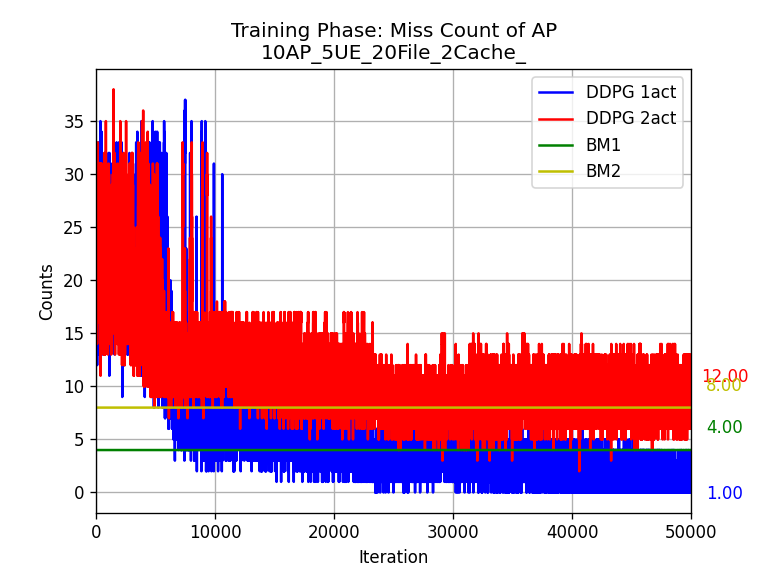 Training Phase: Miss Count of AP
10AP_5UE_20File_2Cache_
DDPG 1act
DDPG 2act
BM1
BM2
Counts
35
30
25
20
15
10
5
0
12.00
8.00
4.00
1.00
0 10000 20000 30000 40000 50000
Iteration